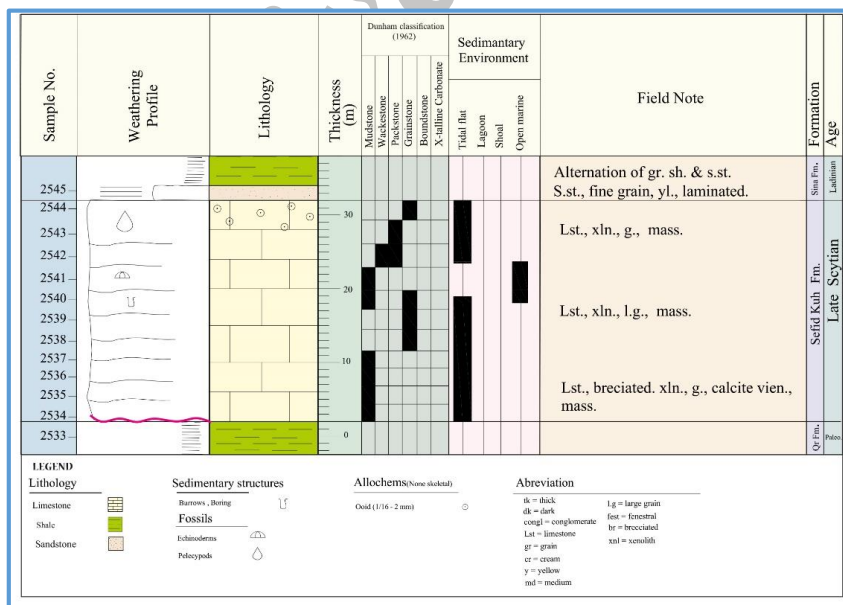 Sample No.
Weathering
Profile
Lithology
Thickness
(m)
Dunham classification
(1962)
Mudstone
Wackestone
Packstone
Grainstone
Boundstone
X-talline Carbonate
Sedimantary
Environment
Tidal flat
Lagoon
Shoal
Open marine
Field Note
Formation
Age
2545
2544
2543
2542
2541
2540
2539
2538
2537
2536
2535
2534
2533
30
20
10
0
Alternation of gr. sh. & s.st.
S.st., fine grain, yl., laminated.
Lst., xln., g., mass.
Lst., xln., l.g., mass.
Lst., breciated. xln., g., calcite vien.,
mass.
Sina Fm.
Sefid Kuh Fm.
Qr Fm.
Ladinian
Late Scytian
Paleo.
LEGEND
Lithology
Limestone
Shale
Sandstone
Sedimentary structures
Burrows , Boring
Fossils
Echinoderms
Pelecypods
Allochems(None skeletal)
Ooid (1/16 - 2 mm)
Abreviation
tk = thick
dk = dark
congl = conglomerate
Lst = limestone
gr = grain
cr = cream
y = yellow
md = medium
l.g = large grain
fest = fenestral
br = brecciated
xnl = xenolith